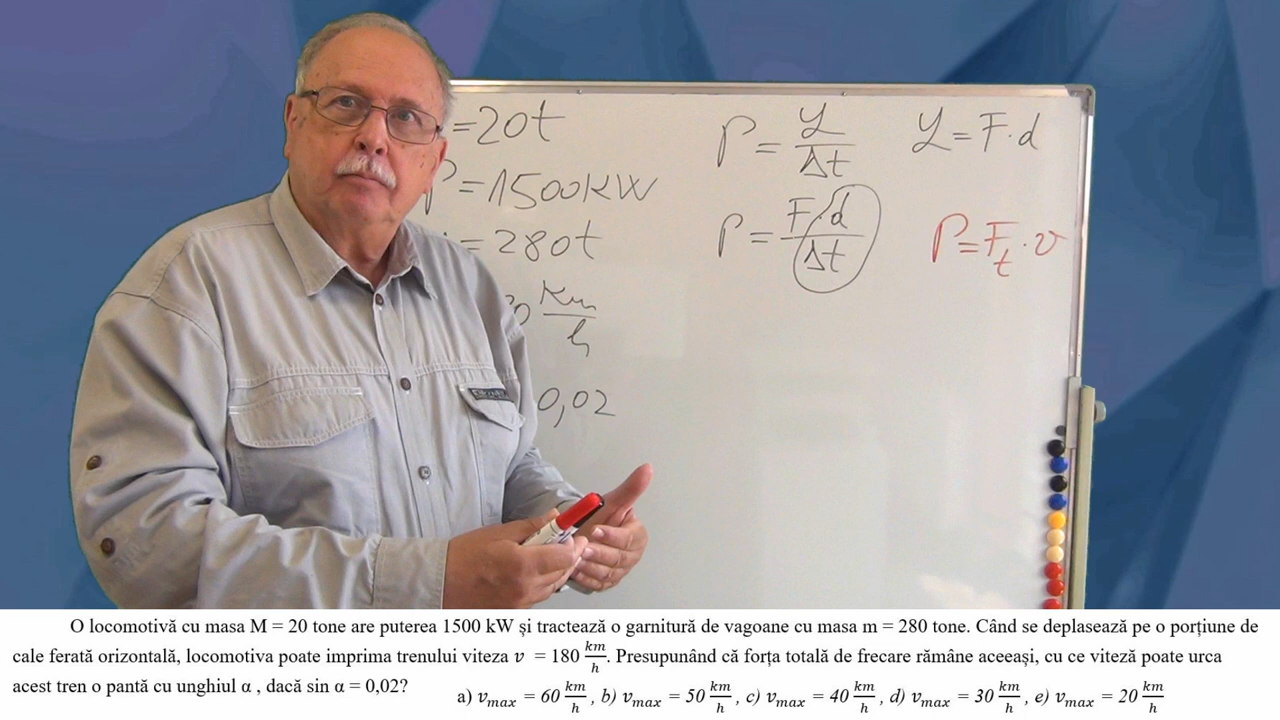 =20t
P=1500KW
=280t
0 Km/h
0,02
P = L/Δt
L = F·d
P = F·d/Δt
P = Ft·v
O locomotivă cu masa M = 20 tone are puterea 1500 kW și tractează o garnitură de vagoane cu masa m = 280 tone. Când se deplasează pe o porțiune de
cale ferată orizontală, locomotiva poate imprima trenului viteza v = 180 km/h. Presupunând că forța totală de frecare rămâne aceeași, cu ce viteză poate urca
acest tren o pantă cu unghiul α , dacă sin α = 0,02?
a) vmax = 60 km/h , b) vmax = 50 km/h , c) vmax = 40 km/h , d) vmax = 30 km/h , e) vmax = 20 km/h